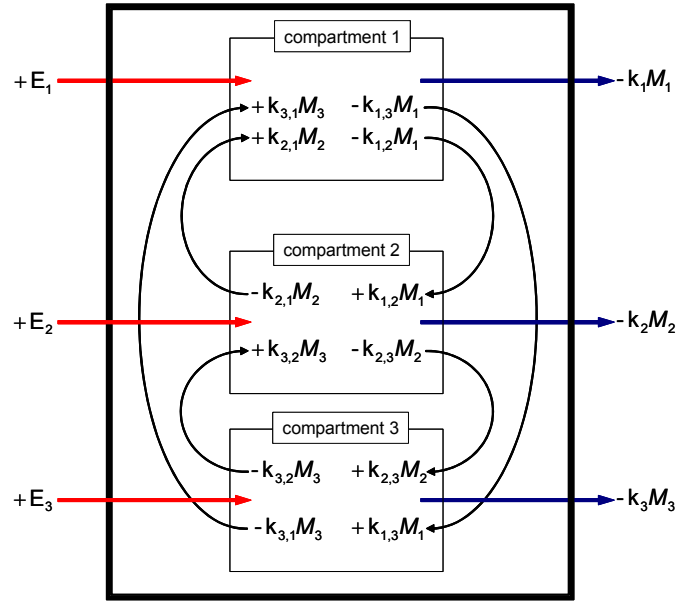 compartment 1
+E₁ -k₁M₁
+k₃,₁M₃ -k₁,₃M₁
+k₂,₁M₂ -k₁,₂M₁
compartment 2
-k₂,₁M₂ +k₁,₂M₁
+E₂ -k₂M₂
+k₃,₂M₃ -k₂,₃M₂
compartment 3
-k₃,₂M₃ +k₂,₃M₂
+E₃ -k₃M₃
-k₃,₁M₃ +k₁,₃M₁